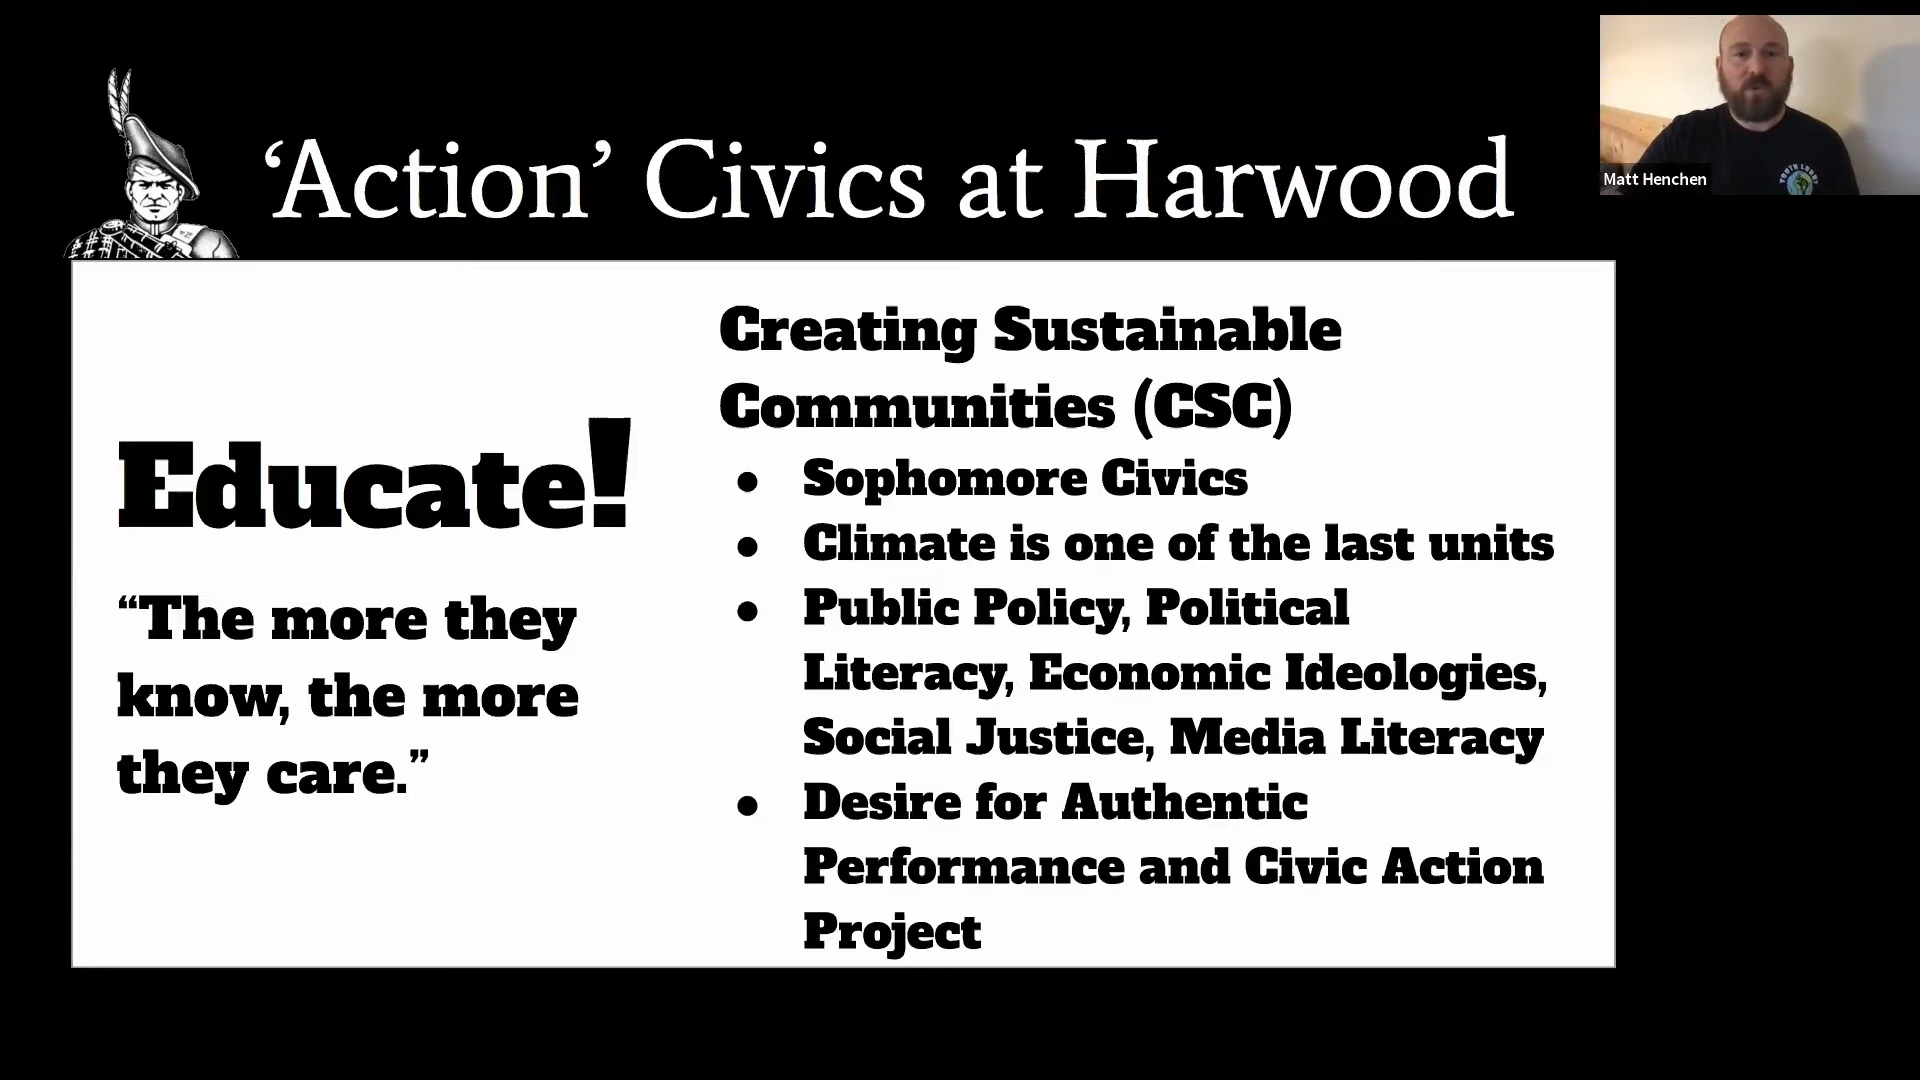 ‘Action’ Civics at Harwood
Matt Henchen
YOUTH LOBBY
Educate!
“The more they
know, the more
they care.”
Creating Sustainable
Communities (CSC)
● Sophomore Civics
● Climate is one of the last units
● Public Policy, Political
Literacy, Economic Ideologies,
Social Justice, Media Literacy
● Desire for Authentic
Performance and Civic Action
Project